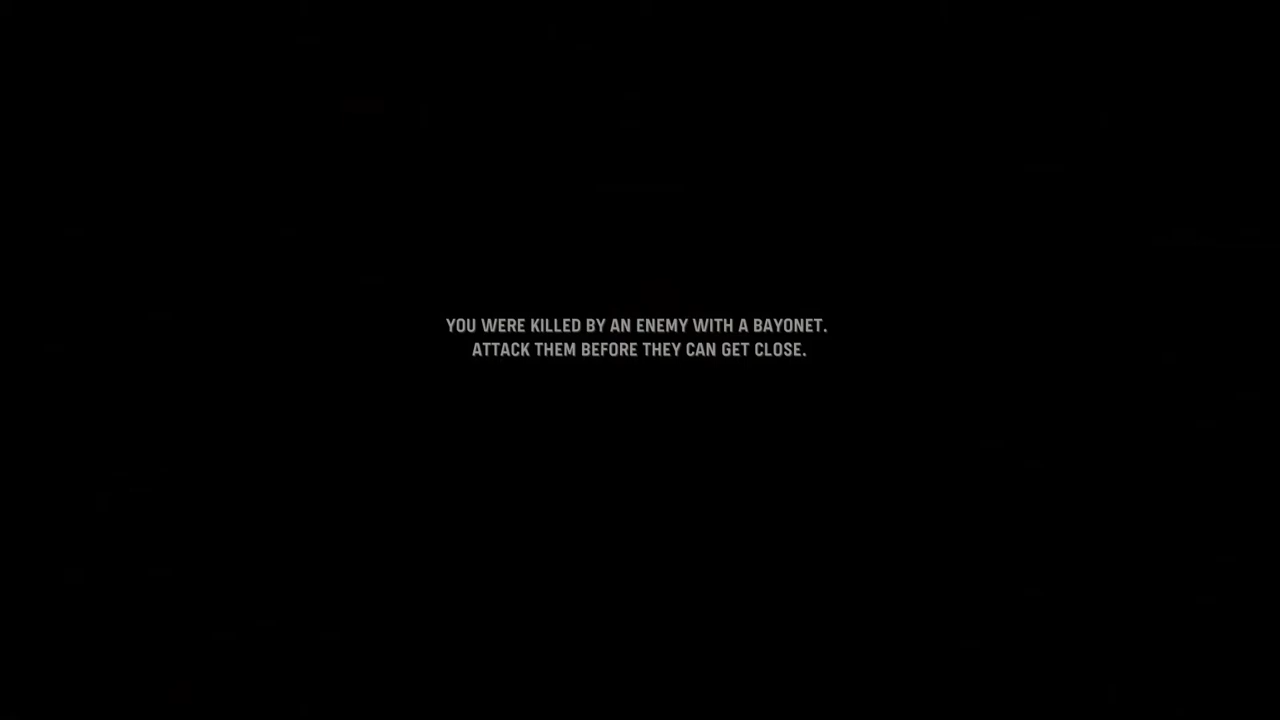 YOU WERE KILLED BY AN ENEMY WITH A BAYONET.
ATTACK THEM BEFORE THEY CAN GET CLOSE.